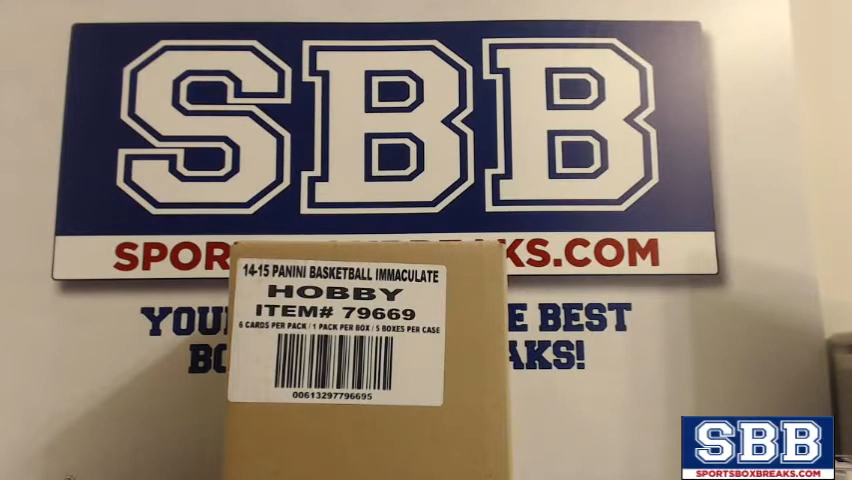 SBB
SPOR KS.COM
14-15 PANINI BASKETBALL IMMACULATE
HOBBY
ITEM# 79669
6 CARDS PER PACK / 1 PACK PER BOX / 5 BOXES PER CASE
00613297796695
YOU E BEST
BO AKS!
SBB
SPORTSBOXBREAKS.COM